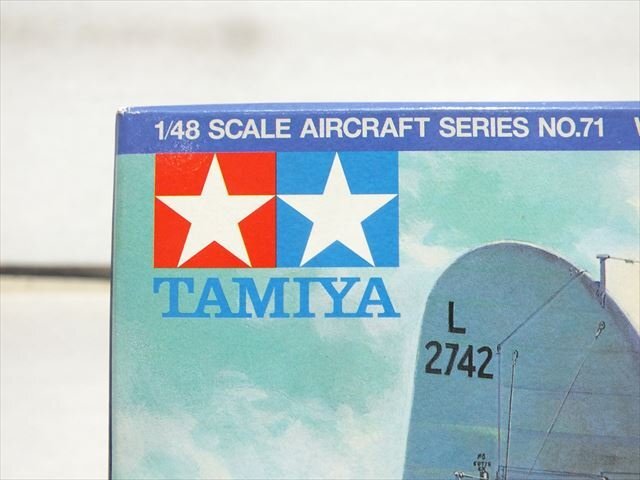 1/48 SCALE AIRCRAFT SERIES NO.71
TAMIYA
L
2742